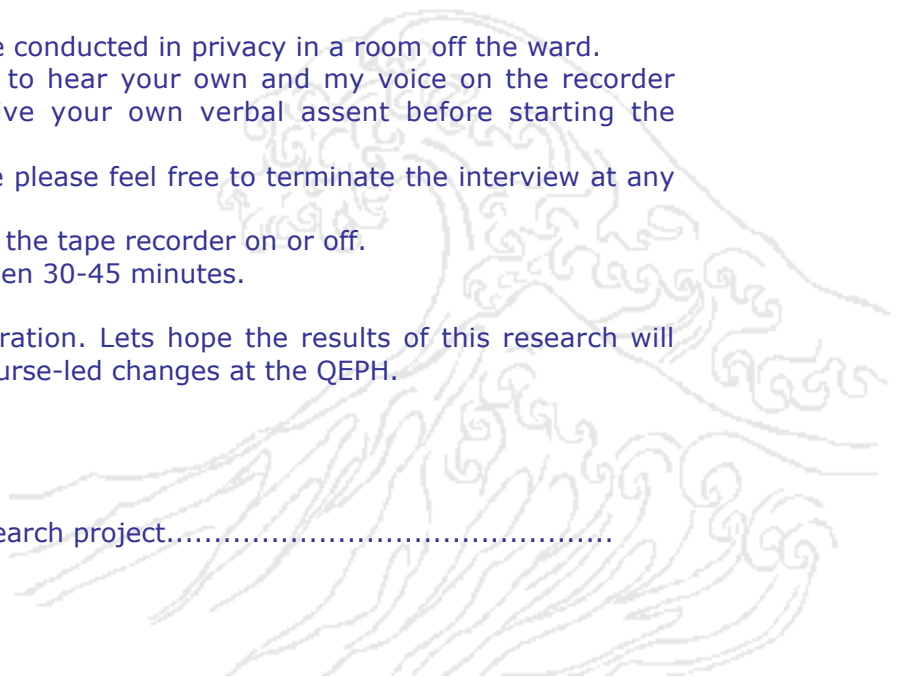 e conducted in privacy in a room off the ward.
to hear your own and my voice on the recorder
ive your own verbal assent before starting the
e please feel free to terminate the interview at any
the tape recorder on or off.
en 30-45 minutes.
ration. Lets hope the results of this research will
urse-led changes at the QEPH.
earch project...............................................